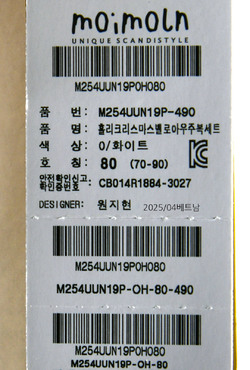 moimoln
UNIQUE SCANDISTYLE
M254UUN19POH080
품 번: M254UUN19P-490
품 명: 홀리크리스마스벨로아우주복세트
색 상: O/화이트
호 칭: 80 (70-90)
안전확인신고
확인증번호: CB014R1884-3027
DESIGNER: 원지현 2025/04베트남
M254UUN19POH080
M254UUN19P-OH-80-490
M254UUN19POH080
M254UUN19P-OH-80